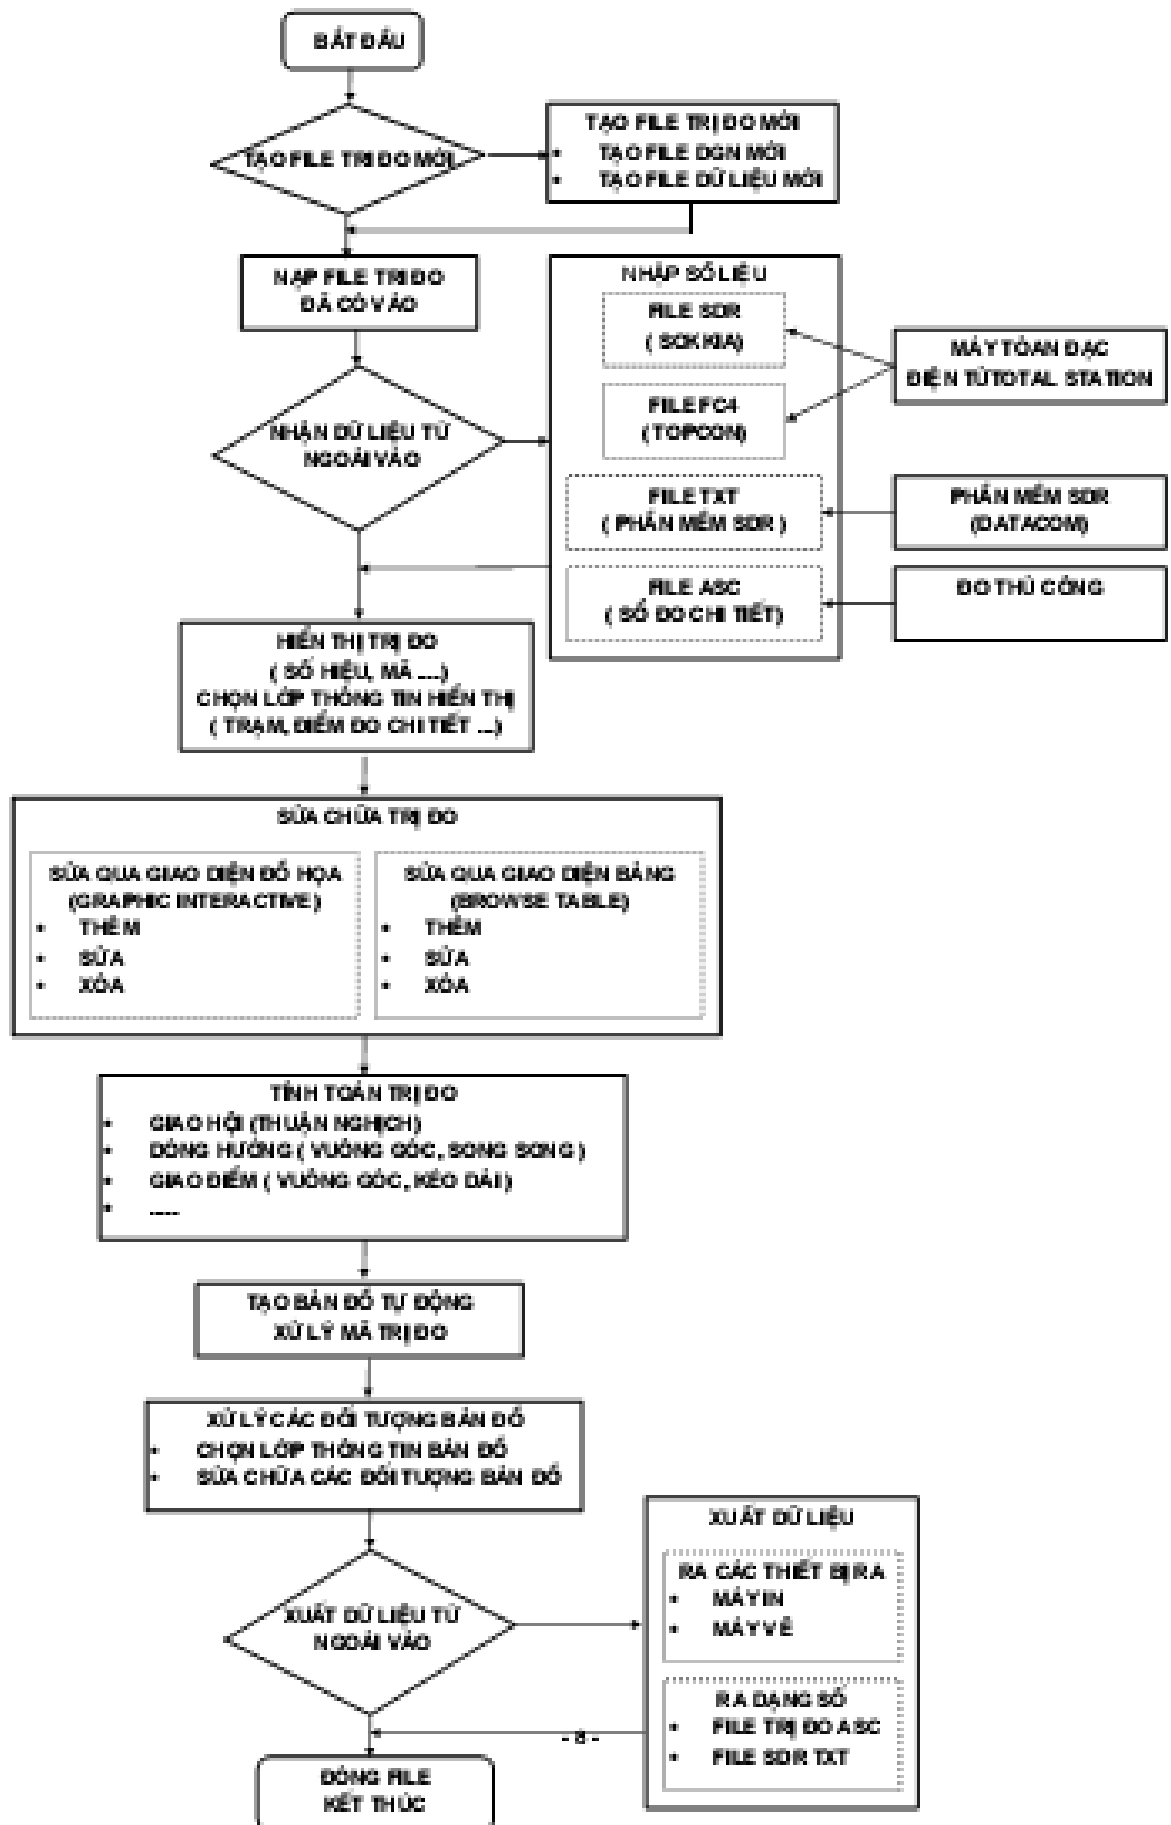 BẮT ĐẦU
TẠO FILE TRỊ ĐO MỚI
TẠO FILE TRỊ ĐO MỚI
• TẠO FILE DGN MỚI
• TẠO FILE DỮ LIỆU MỚI
NẠP FILE TRỊ ĐO
ĐÃ CÓ VÀO
NHẬP SỐ LIỆU
FILE SDR
( SOKKIA)
MÁY TÒAN ĐẠC
ĐIỆN TỬ TOTAL STATION
FILE FC4
(TOPCON)
NHẬN DỮ LIỆU TỪ
NGOÀI VÀO
FILE TXT
( PHẦN MỀM SDR )
PHẦN MỀM SDR
(DATACOM)
FILE ASC
( SỔ ĐO CHI TIẾT)
ĐO THỦ CÔNG
HIỂN THỊ TRỊ ĐO
( SỐ HIỆU, MÃ ....)
CHỌN LỚP THÔNG TIN HIỂN THỊ
( TRẠM, ĐIỂM ĐO CHI TIẾT ...)
SỬA CHỮA TRỊ ĐO
SỬA QUA GIAO DIỆN ĐỒ HỌA
(GRAPHIC INTERACTIVE)
• THÊM
• SỬA
• XÓA
SỬA QUA GIAO DIỆN BẢNG
(BROWSE TABLE)
• THÊM
• SỬA
• XÓA
TÍNH TOÁN TRỊ ĐO
• GIAO HỘI (THUẬN NGHỊCH)
• DÓNG HƯỚNG ( VUÔNG GÓC, SONG SONG )
• GIAO ĐIỂM ( VUÔNG GÓC, KÉO DÀI )
• .....
TẠO BẢN ĐỒ TỰ ĐỘNG
XỬ LÝ MÃ TRỊ ĐO
XỬ LÝ CÁC ĐỐI TƯỢNG BẢN ĐỒ
• CHỌN LỚP THÔNG TIN BẢN ĐỒ
• SỬA CHỮA CÁC ĐỐI TƯỢNG BẢN ĐỒ
XUẤT DỮ LIỆU
RA CÁC THIẾT BỊ RA
• MÁY IN
• MÁY VẼ
XUẤT DỮ LIỆU TỪ
NGOÀI VÀO
RA DẠNG SỐ
• FILE TRỊ ĐO ASC
• FILE SDR TXT
- 8 -
ĐÓNG FILE
KẾT THÚC